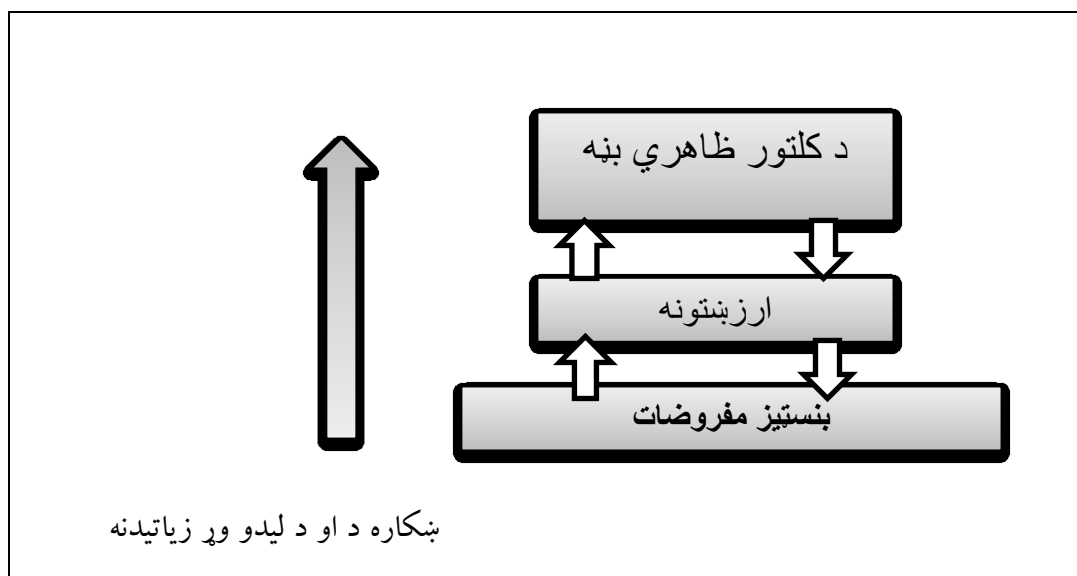 د کلتور ظاهري بڼه
ارزښتونه
بنسټيز مفروضات
ښکاره د او د ليدو وړ زياتيدنه